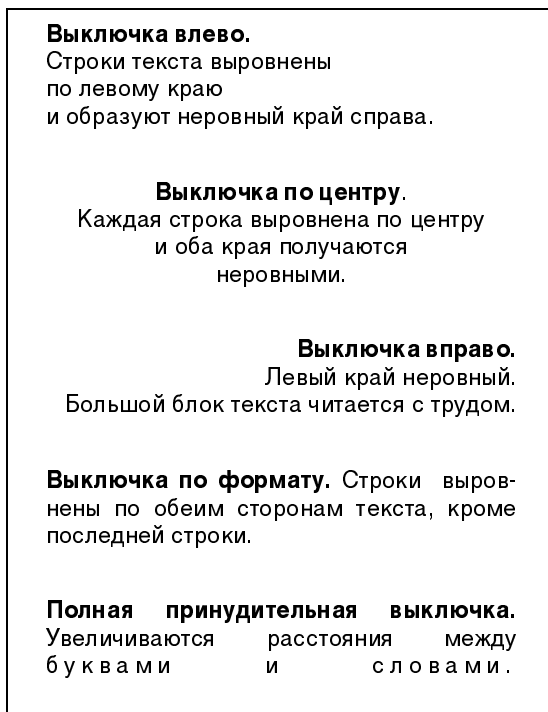 Выключка влево.
Строки текста выровнены
по левому краю
и образуют неровный край справа.
Выключка по центру.
Каждая строка выровнена по центру
и оба края получаются
неровными.
Выключка вправо.
Левый край неровный.
Большой блок текста читается с трудом.
Выключка по формату. Строки выров-
нены по обеим сторонам текста, кроме
последней строки.
Полная принудительная выключка.
Увеличиваются расстояния между
буквами и словами.